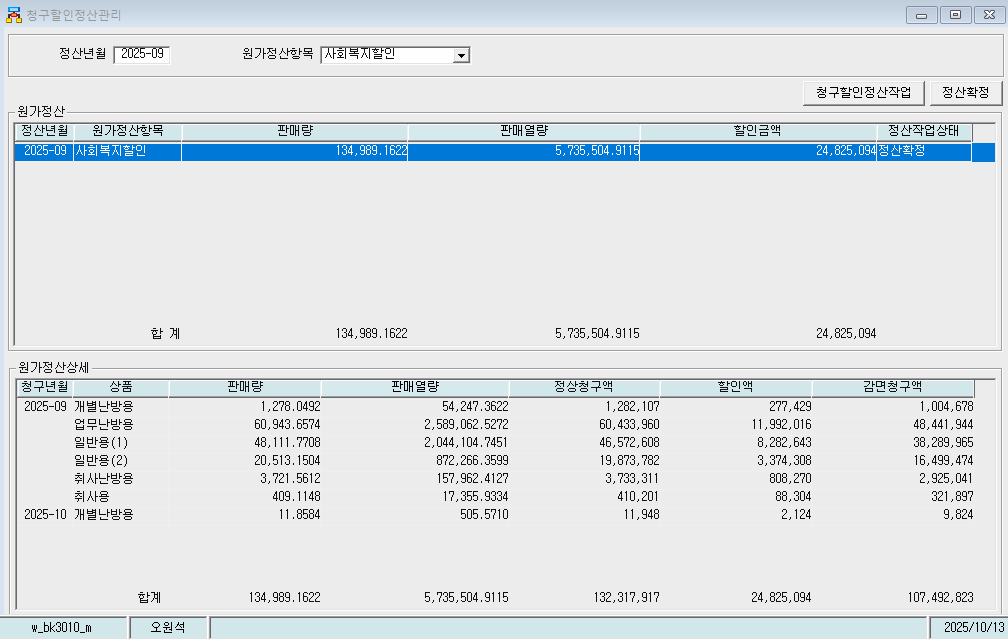 청구할인정산관리
정산년월 2025-09 원가정산항목 사회복지할인
청구할인정산작업 정산확정
원가정산
정산년월 원가정산항목 판매량 판매열량 할인금액 정산작업상태
2025-09 사회복지할인 134,989.1622 5,735,504.9115 24,825,094 정산확정
합 계 134,989.1622 5,735,504.9115 24,825,094
원가정산상세
청구년월 상품 판매량 판매열량 정상청구액 할인액 감면청구액
2025-09 개별난방용 1,278.0492 54,247.3622 1,282,107 277,429 1,004,678
업무난방용 60,943.6574 2,589,062.5272 60,433,960 11,992,016 48,441,944
일반용(1) 48,111.7708 2,044,104.7451 46,572,608 8,282,643 38,289,965
일반용(2) 20,513.1504 872,266.3599 19,873,782 3,374,308 16,499,474
취사난방용 3,721.5612 157,962.4127 3,733,311 808,270 2,925,041
취사용 409.1148 17,355.9334 410,201 88,304 321,897
2025-10 개별난방용 11.8584 505.5710 11,948 2,124 9,824
합계 134,989.1622 5,735,504.9115 132,317,917 24,825,094 107,492,823
w_bk3010_m 오원석 2025/10/13